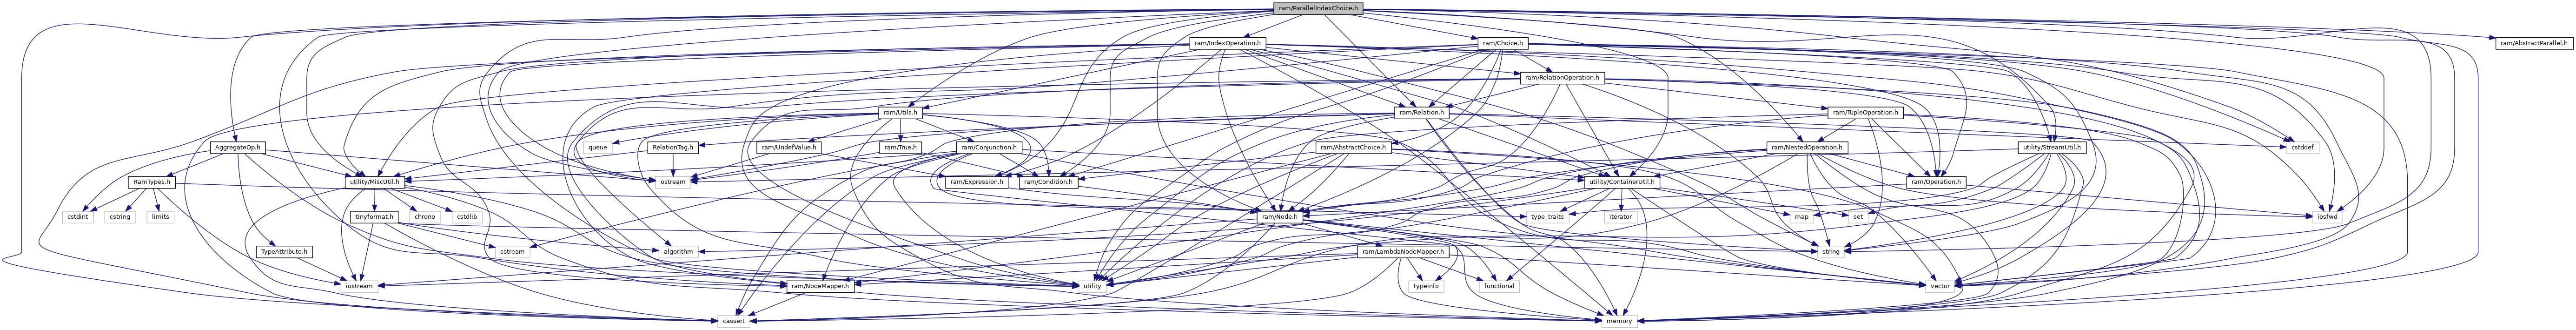 ram/ParallelIndexChoice.h
ram/IndexOperation.h
ram/Choice.h
ram/AbstractParallel.h
ram/RelationOperation.h
ram/Utils.h
ram/Relation.h
ram/TupleOperation.h
AggregateOp.h
queue
RelationTag.h
ram/UndefValue.h
ram/True.h
ram/Conjunction.h
ram/AbstractChoice.h
ram/NestedOperation.h
utility/StreamUtil.h
cstddef
RamTypes.h
utility/MiscUtil.h
ostream
ram/Expression.h
ram/Condition.h
utility/ContainerUtil.h
ram/Operation.h
cstdint
cstring
limits
tinyformat.h
chrono
cstdlib
ram/Node.h
type_traits
iterator
map
set
iosfwd
TypeAttribute.h
sstream
algorithm
ram/LambdaNodeMapper.h
string
iostream
ram/NodeMapper.h
utility
typeinfo
functional
vector
cassert
memory